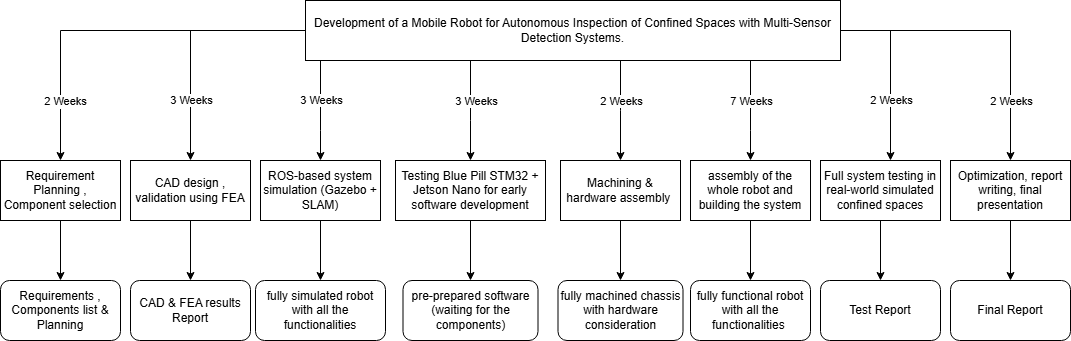 Development of a Mobile Robot for Autonomous Inspection of Confined Spaces with Multi-Sensor
Detection Systems.
2 Weeks
3 Weeks
3 Weeks
3 Weeks
2 Weeks
7 Weeks
2 Weeks
2 Weeks
Requirement
Planning ,
Component selection
CAD design ,
validation using FEA
ROS-based system
simulation (Gazebo +
SLAM)
Testing Blue Pill STM32 +
Jetson Nano for early
software development
Machining &
hardware assembly
assembly of the
whole robot and
building the system
Full system testing in
real-world simulated
confined spaces
Optimization, report
writing, final
presentation
Requirements ,
Components list &
Planning
CAD & FEA results
Report
fully simulated robot
with all the
functionalities
pre-prepared software
(waiting for the
components)
fully machined chassis
with hardware
consideration
fully functional robot
with all the
functionalities
Test Report
Final Report